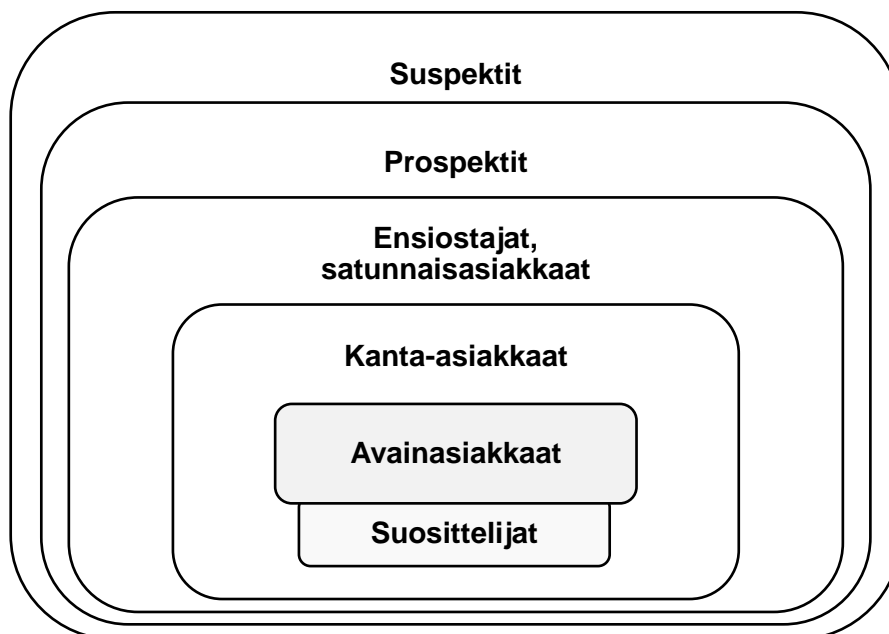 Suspektit
Prospektit
Ensiostajat,
satunnaisasiakkaat
Kanta-asiakkaat
Avainasiakkaat
Suosittelijat